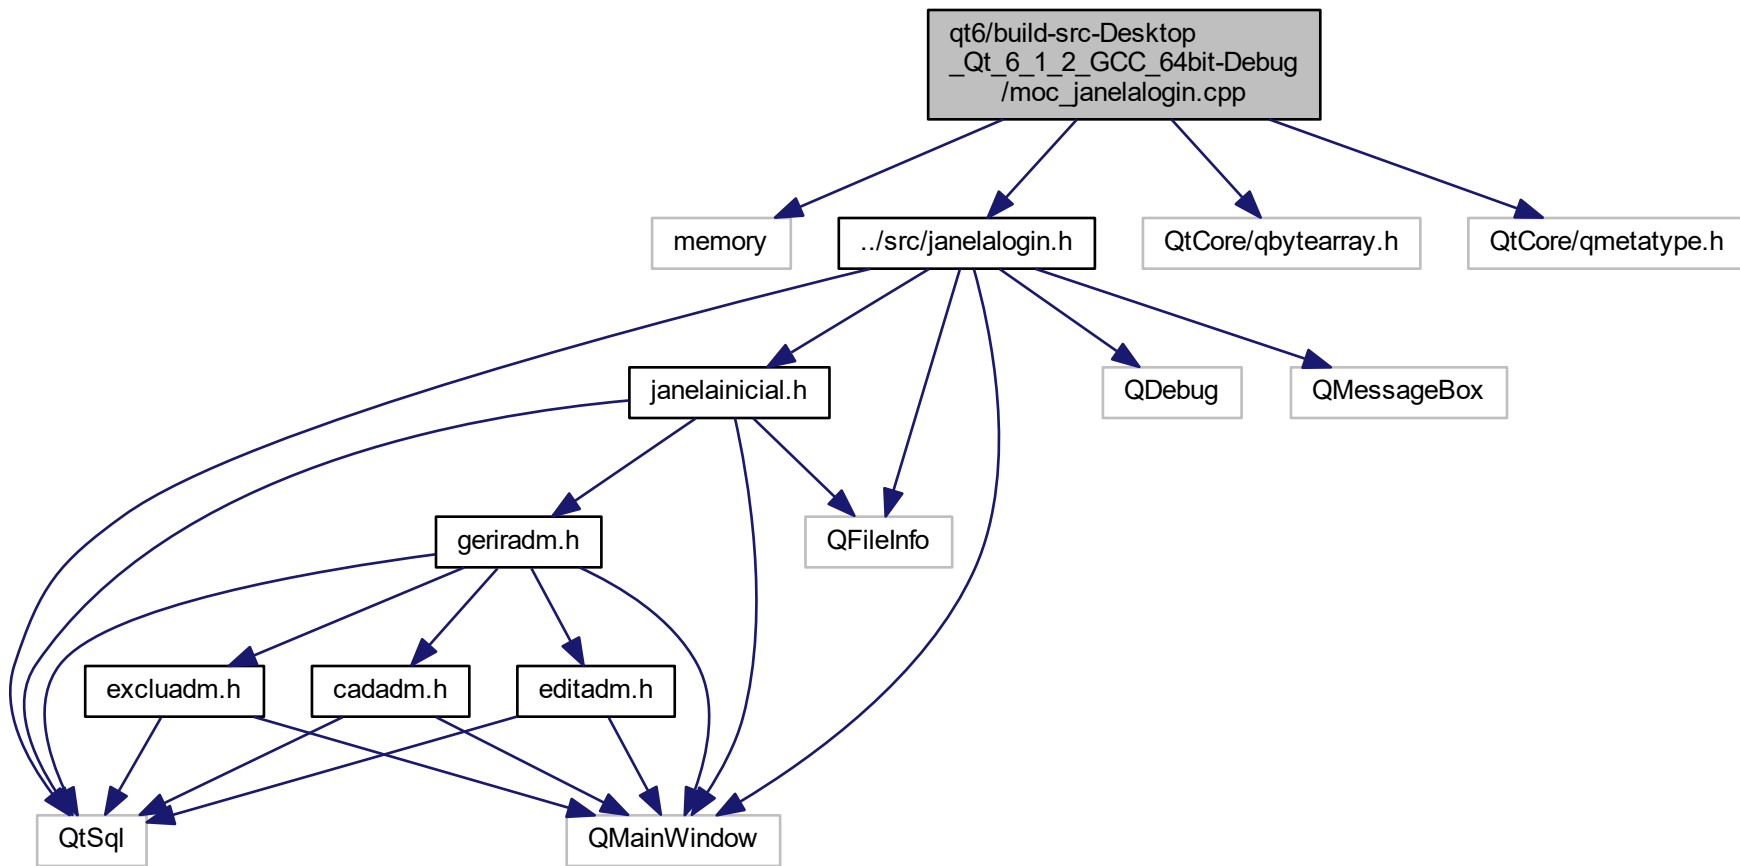 qt6/build-src-Desktop
_Qt_6_1_2_GCC_64bit-Debug
/moc_janelalogin.cpp
memory
../src/janelalogin.h
QtCore/qbytearray.h
QtCore/qmetatype.h
janelainicial.h
QDebug
QMessageBox
geriradm.h
QFileInfo
excluadm.h
cadadm.h
editadm.h
QtSql
QMainWindow